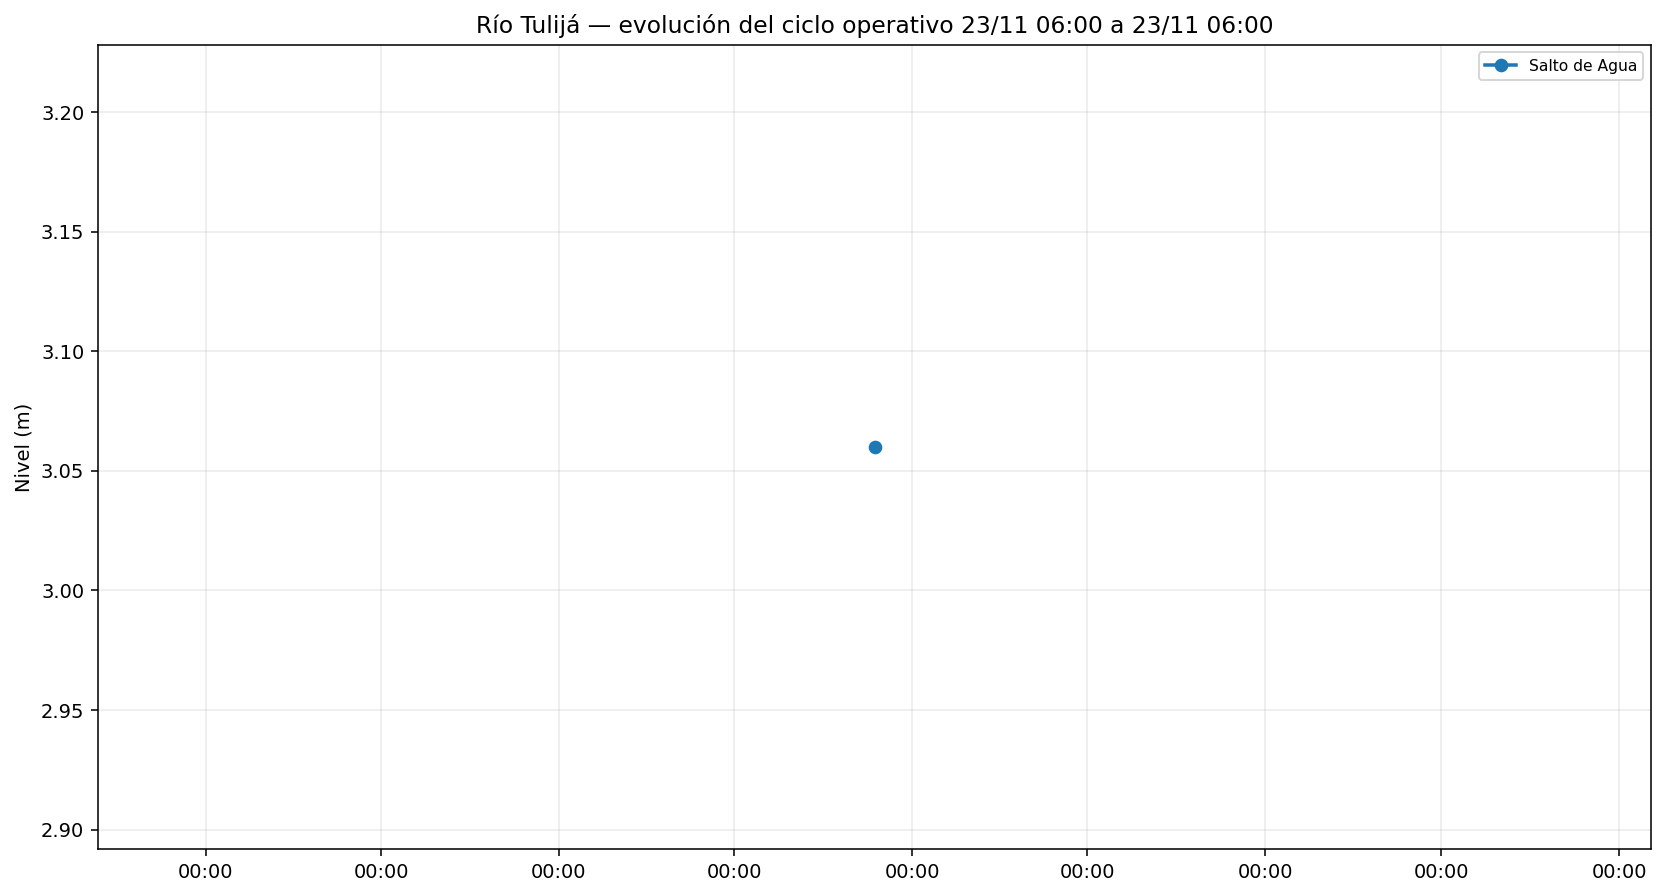 Río Tulijá — evolución del ciclo operativo 23/11 06:00 a 23/11 06:00
Salto de Agua
Nivel (m)
3.20
3.15
3.10
3.05
3.00
2.95
2.90
00:00 00:00 00:00 00:00 00:00 00:00 00:00 00:00 00:00